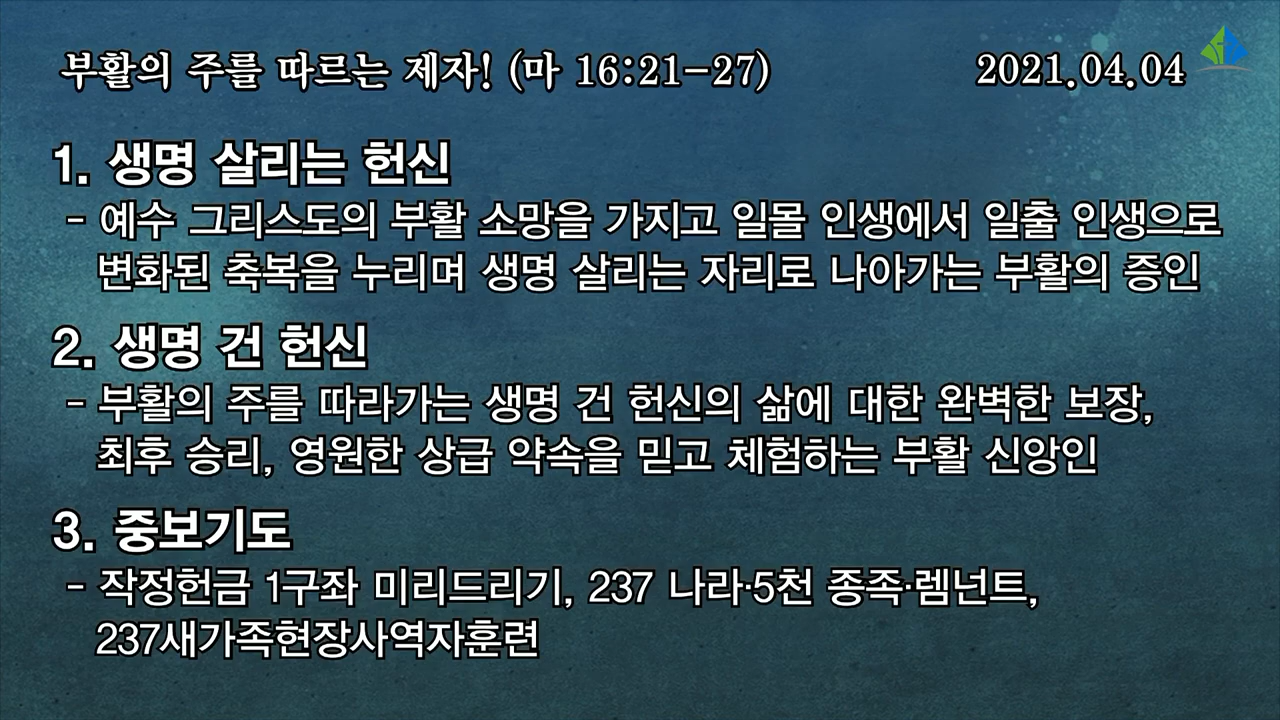 부활의 주를 따르는 제자! (마 16:21-27) 2021.04.04
1. 생명 살리는 헌신
- 예수 그리스도의 부활 소망을 가지고 일몰 인생에서 일출 인생으로
변화된 축복을 누리며 생명 살리는 자리로 나아가는 부활의 증인
2. 생명 건 헌신
- 부활의 주를 따라가는 생명 건 헌신의 삶에 대한 완벽한 보장,
최후 승리, 영원한 상급 약속을 믿고 체험하는 부활 신앙인
3. 중보기도
- 작정헌금 1구좌 미리드리기, 237 나라·5천 종족·렘넌트,
237새가족현장사역자훈련